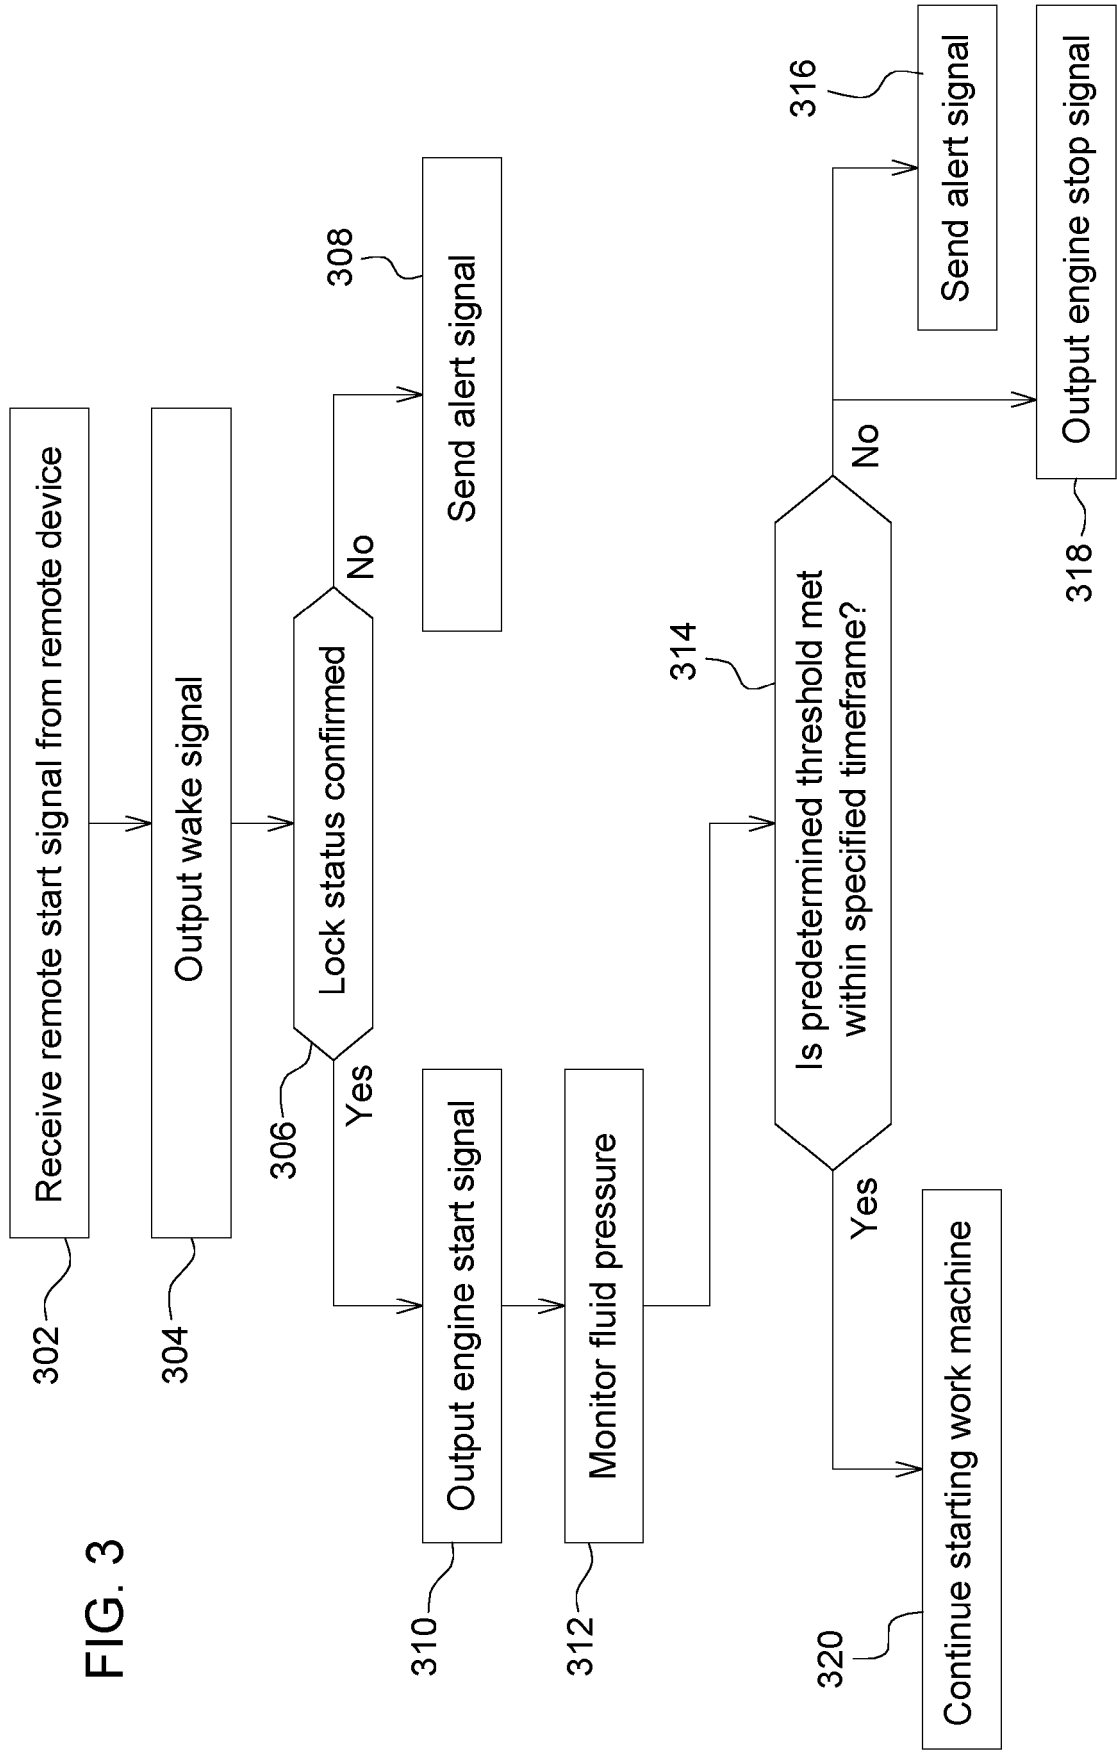 FIG. 3
302
Receive remote start signal from remote device
304
Output wake signal
306
Lock status confirmed
Yes
No
308
Send alert signal
310
Output engine start signal
312
Monitor fluid pressure
314
Is predetermined threshold met
within specified timeframe?
Yes
No
320
Continue starting work machine
316
Send alert signal
318
Output engine stop signal